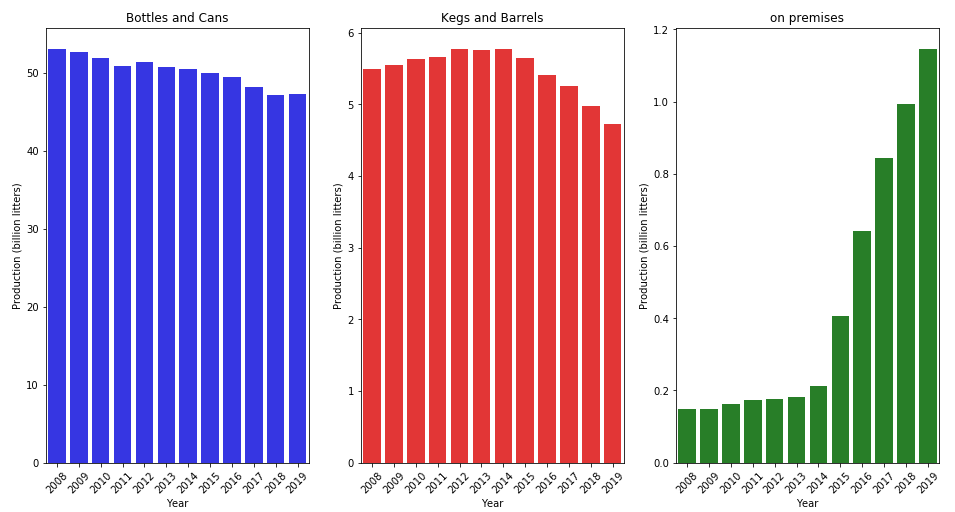 Bottles and Cans
Production (billion litters)
50
40
30
20
10
0
2008 2009 2010 2011 2012 2013 2014 2015 2016 2017 2018 2019
Year
Kegs and Barrels
Production (billion litters)
6
5
4
3
2
1
0
2008 2009 2010 2011 2012 2013 2014 2015 2016 2017 2018 2019
Year
on premises
Production (billion litters)
1.2
1.0
0.8
0.6
0.4
0.2
0.0
2008 2009 2010 2011 2012 2013 2014 2015 2016 2017 2018 2019
Year